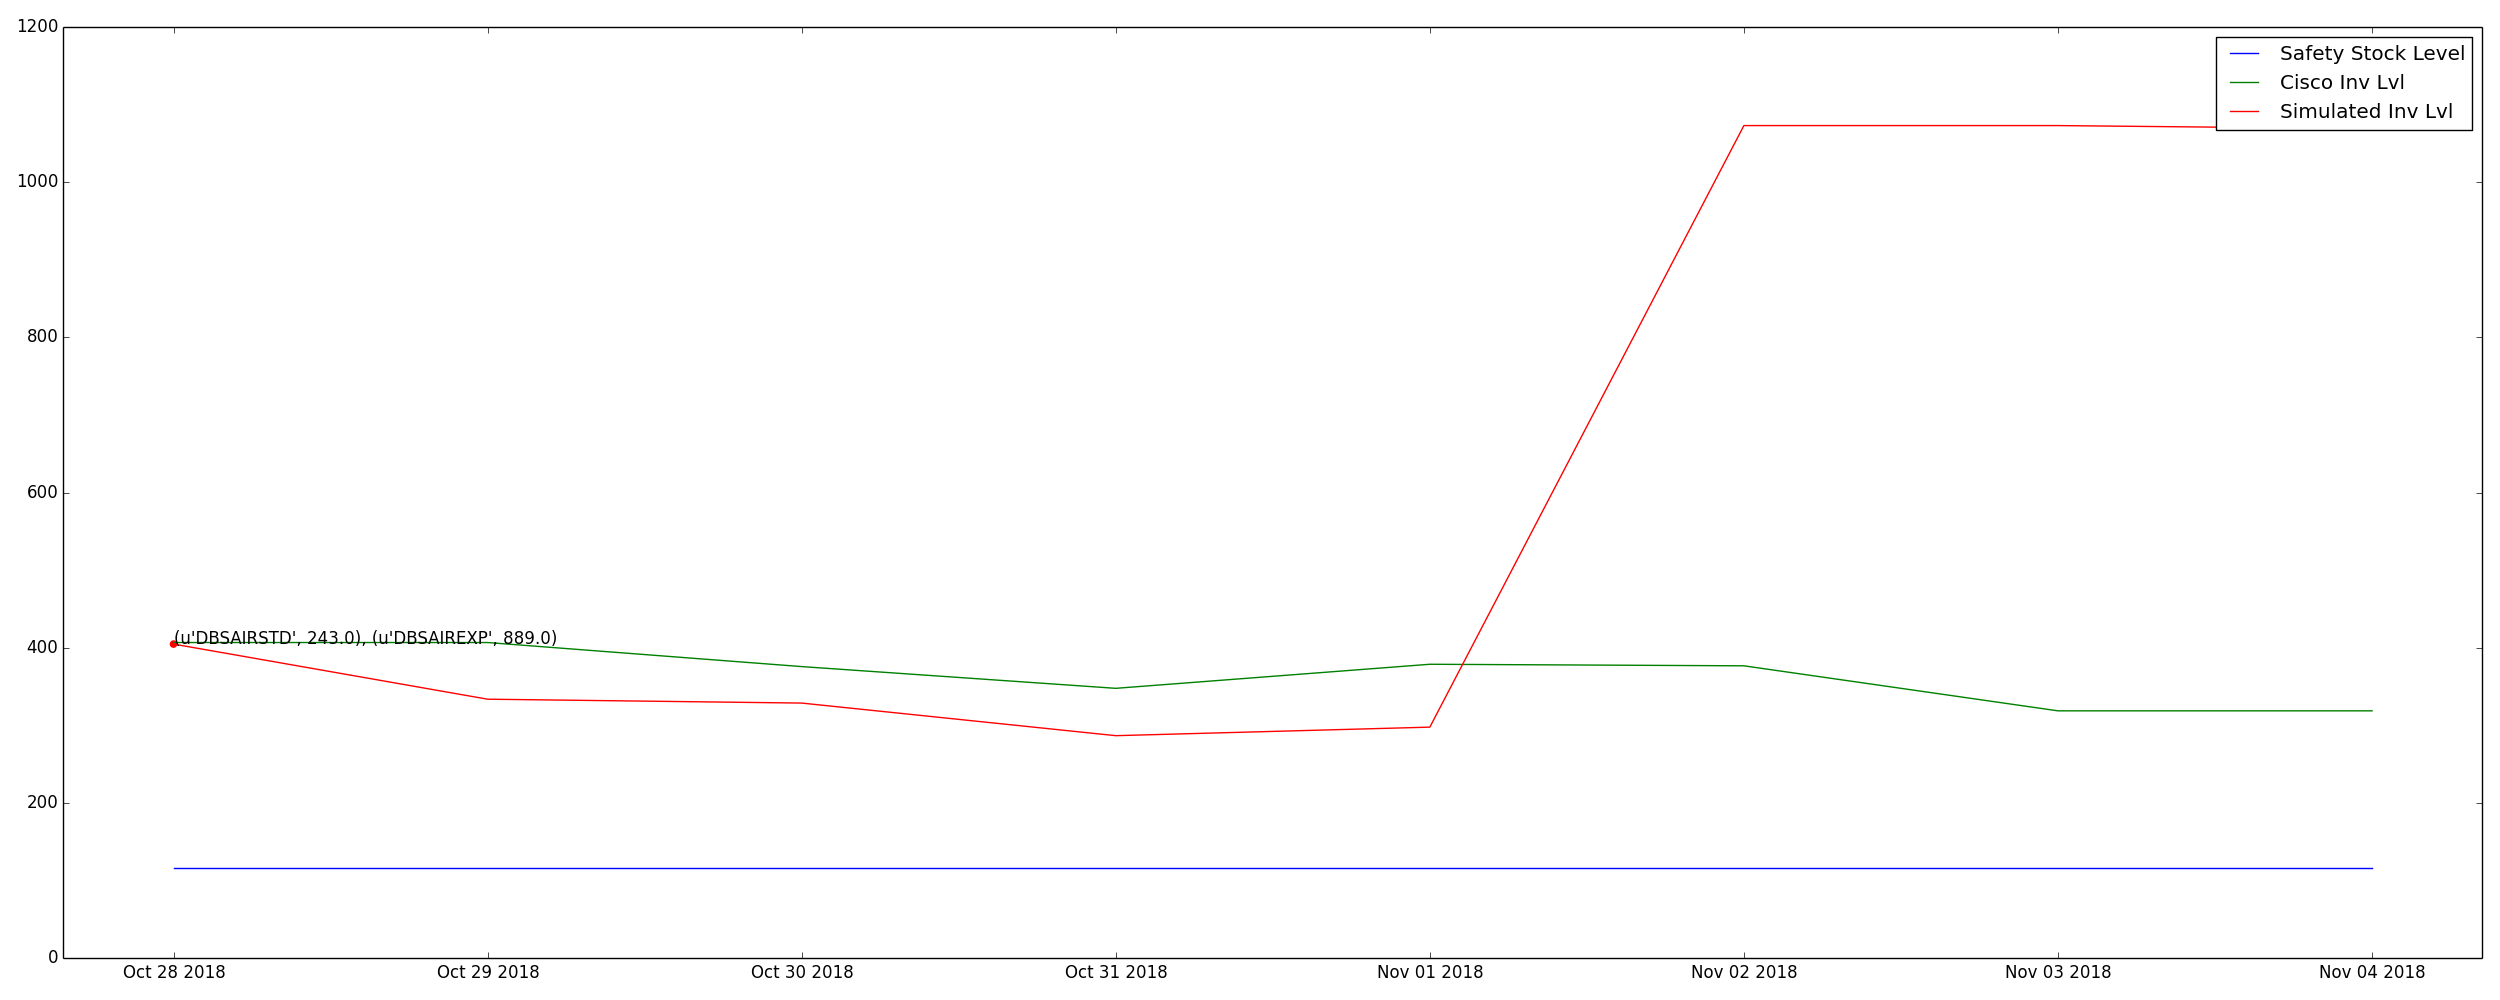 1200
1000
800
600
400
200
0
Safety Stock Level
Cisco Inv Lvl
Simulated Inv Lvl
(u'DBSAIRSTD', 243.0), (u'DBSAIREXP', 889.0)
Oct 28 2018 Oct 29 2018 Oct 30 2018 Oct 31 2018 Nov 01 2018 Nov 02 2018 Nov 03 2018 Nov 04 2018